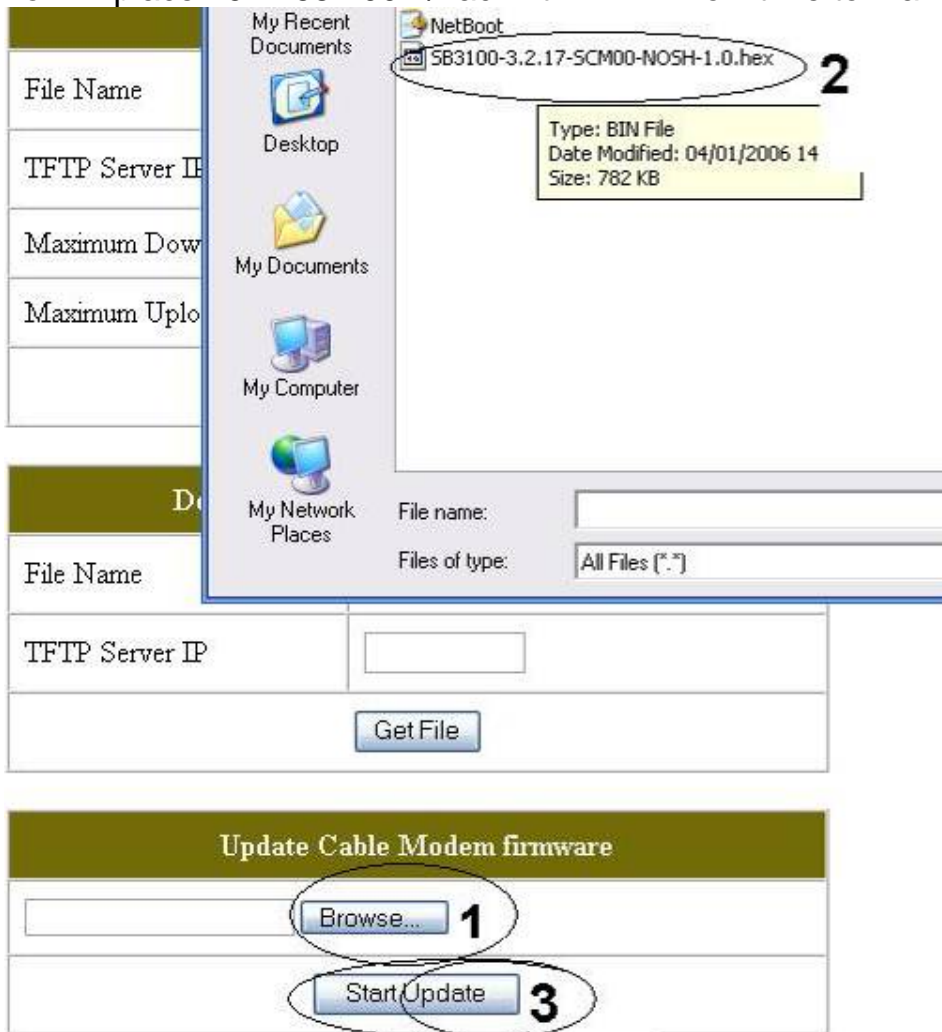 My Recent
Documents
NetBoot
SB3100-3.2.17-SCM00-NOSH-1.0.hex
2
File Name
Desktop
Type: BIN File
Date Modified: 04/01/2006 14
Size: 782 KB
TFTP Server
Maximum Dow
My Documents
Maximum Uplo
My Computer
My Network
Places
File name:
Files of type:
All Files (*.*)
File Name
TFTP Server IP
Get File
Update Cable Modem firmware
Browse...
1
Start Update
3